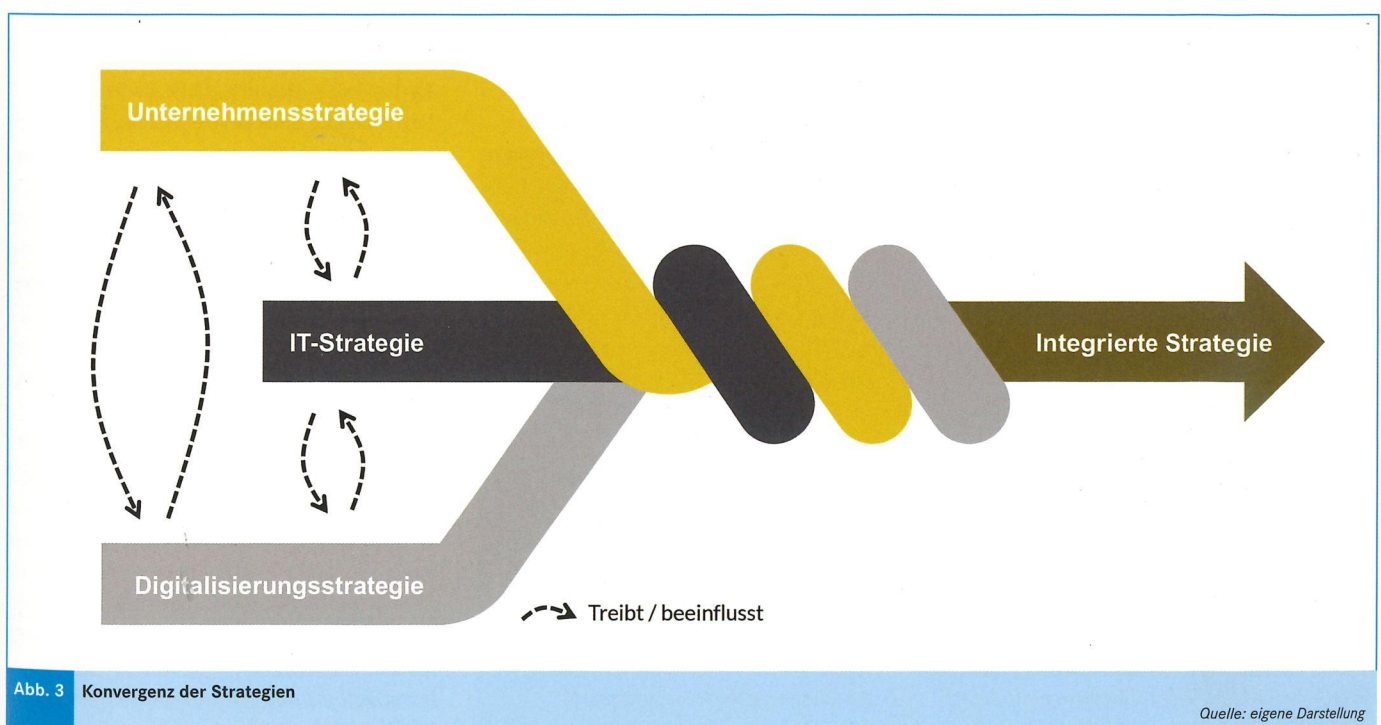 Unternehmensstrategie
IT-Strategie
Integrierte Strategie
Digitalisierungsstrategie
Treibt / beeinflusst
Abb. 3 Konvergenz der Strategien
Quelle: eigene Darstellung